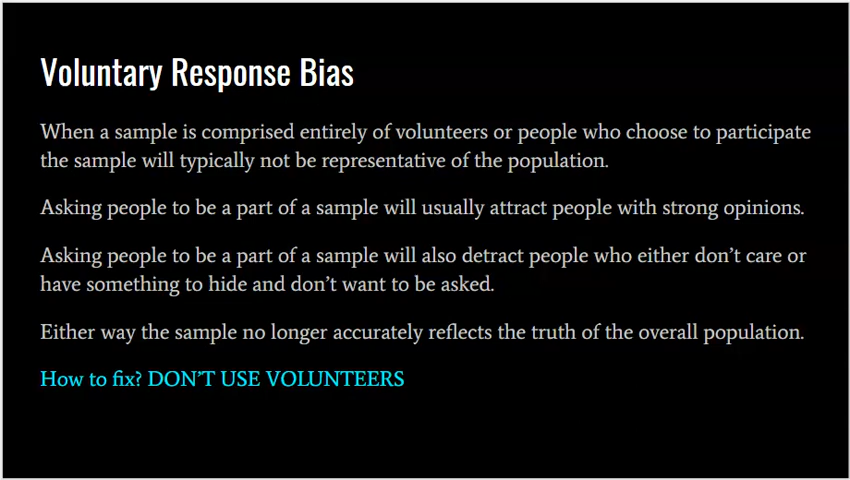 Voluntary Response Bias
When a sample is comprised entirely of volunteers or people who choose to participate
the sample will typically not be representative of the population.
Asking people to be a part of a sample will usually attract people with strong opinions.
Asking people to be a part of a sample will also detract people who either don’t care or
have something to hide and don’t want to be asked.
Either way the sample no longer accurately reflects the truth of the overall population.
How to fix? DON’T USE VOLUNTEERS